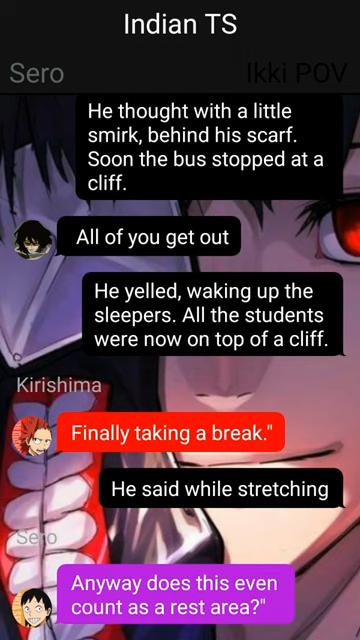 Indian TS
Sero
Ikki POV
He thought with a little
smirk, behind his scarf.
Soon the bus stopped at a
cliff.
All of you get out
He yelled, waking up the
sleepers. All the students
were now on top of a cliff.
Kirishima
Finally taking a break."
He said while stretching
Sero
Anyway does this even
count as a rest area?"